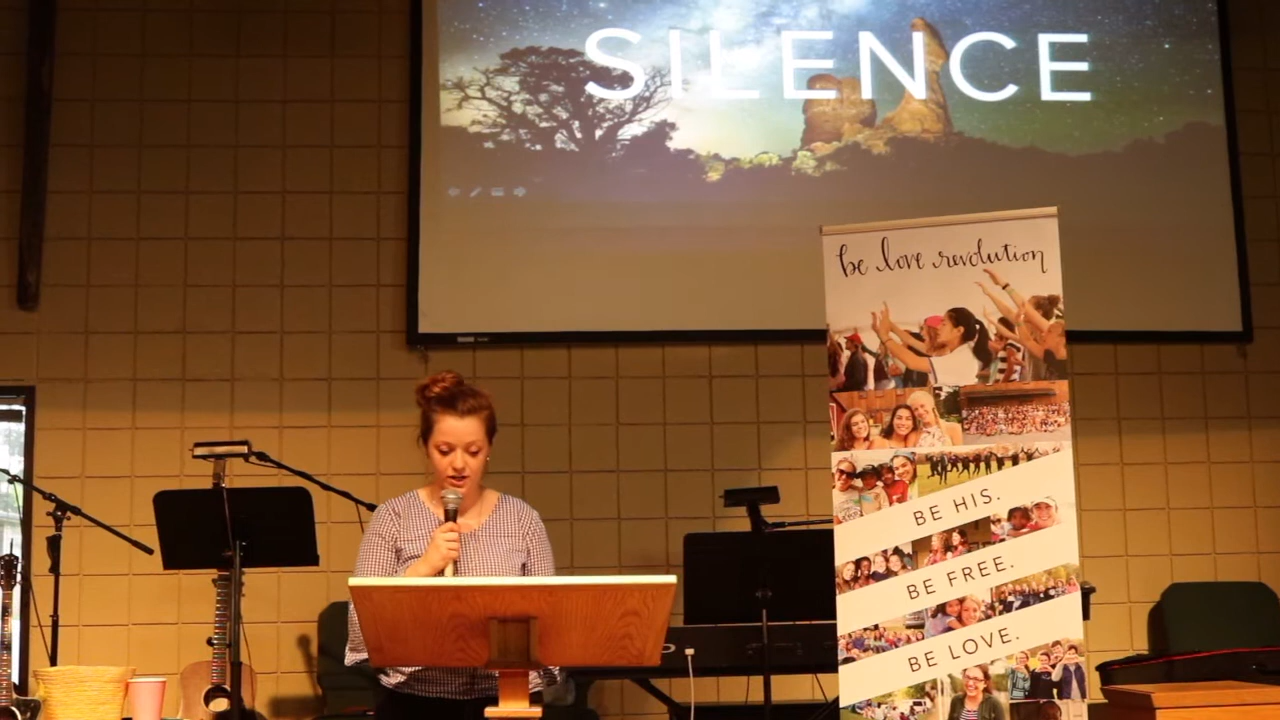 SILENCE
be love revolution
BE HIS.
BE FREE.
BE LOVE.